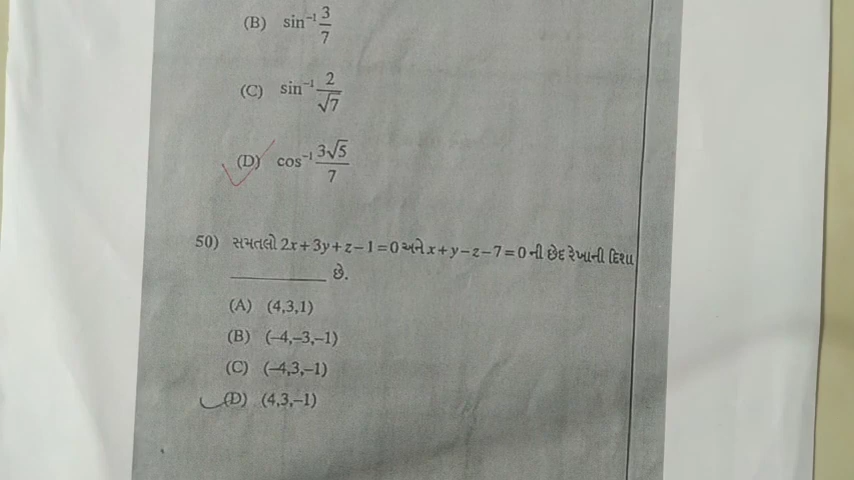 (B) sin⁻¹ 3/7
(C) sin⁻¹ 2/√7
(D) cos⁻¹ 3√5/7
50) સમતલો 2x+3y+z−1=0 અને x+y−z−7=0 ની છેદ રેખાની દિશા
__________ છે.
(A) (4,3,1)
(B) (−4,−3,−1)
(C) (−4,3,−1)
(D) (4,3,−1)